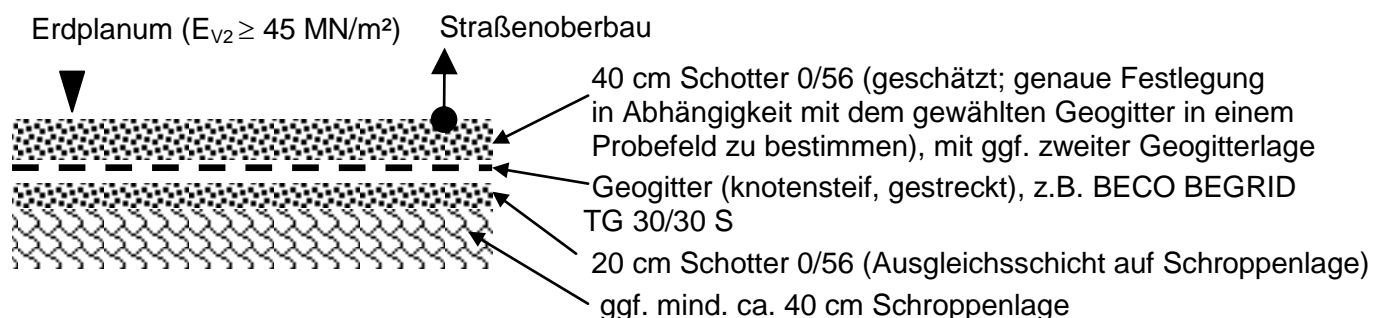 Erdplanum (EV2 ≥ 45 MN/m²) Straßenoberbau
40 cm Schotter 0/56 (geschätzt; genaue Festlegung
in Abhängigkeit mit dem gewählten Geogitter in einem
Probefeld zu bestimmen), mit ggf. zweiter Geogitterlage
Geogitter (knotensteif, gestreckt), z.B. BECO BEGRID
TG 30/30 S
20 cm Schotter 0/56 (Ausgleichsschicht auf Schroppenlage)
ggf. mind. ca. 40 cm Schroppenlage